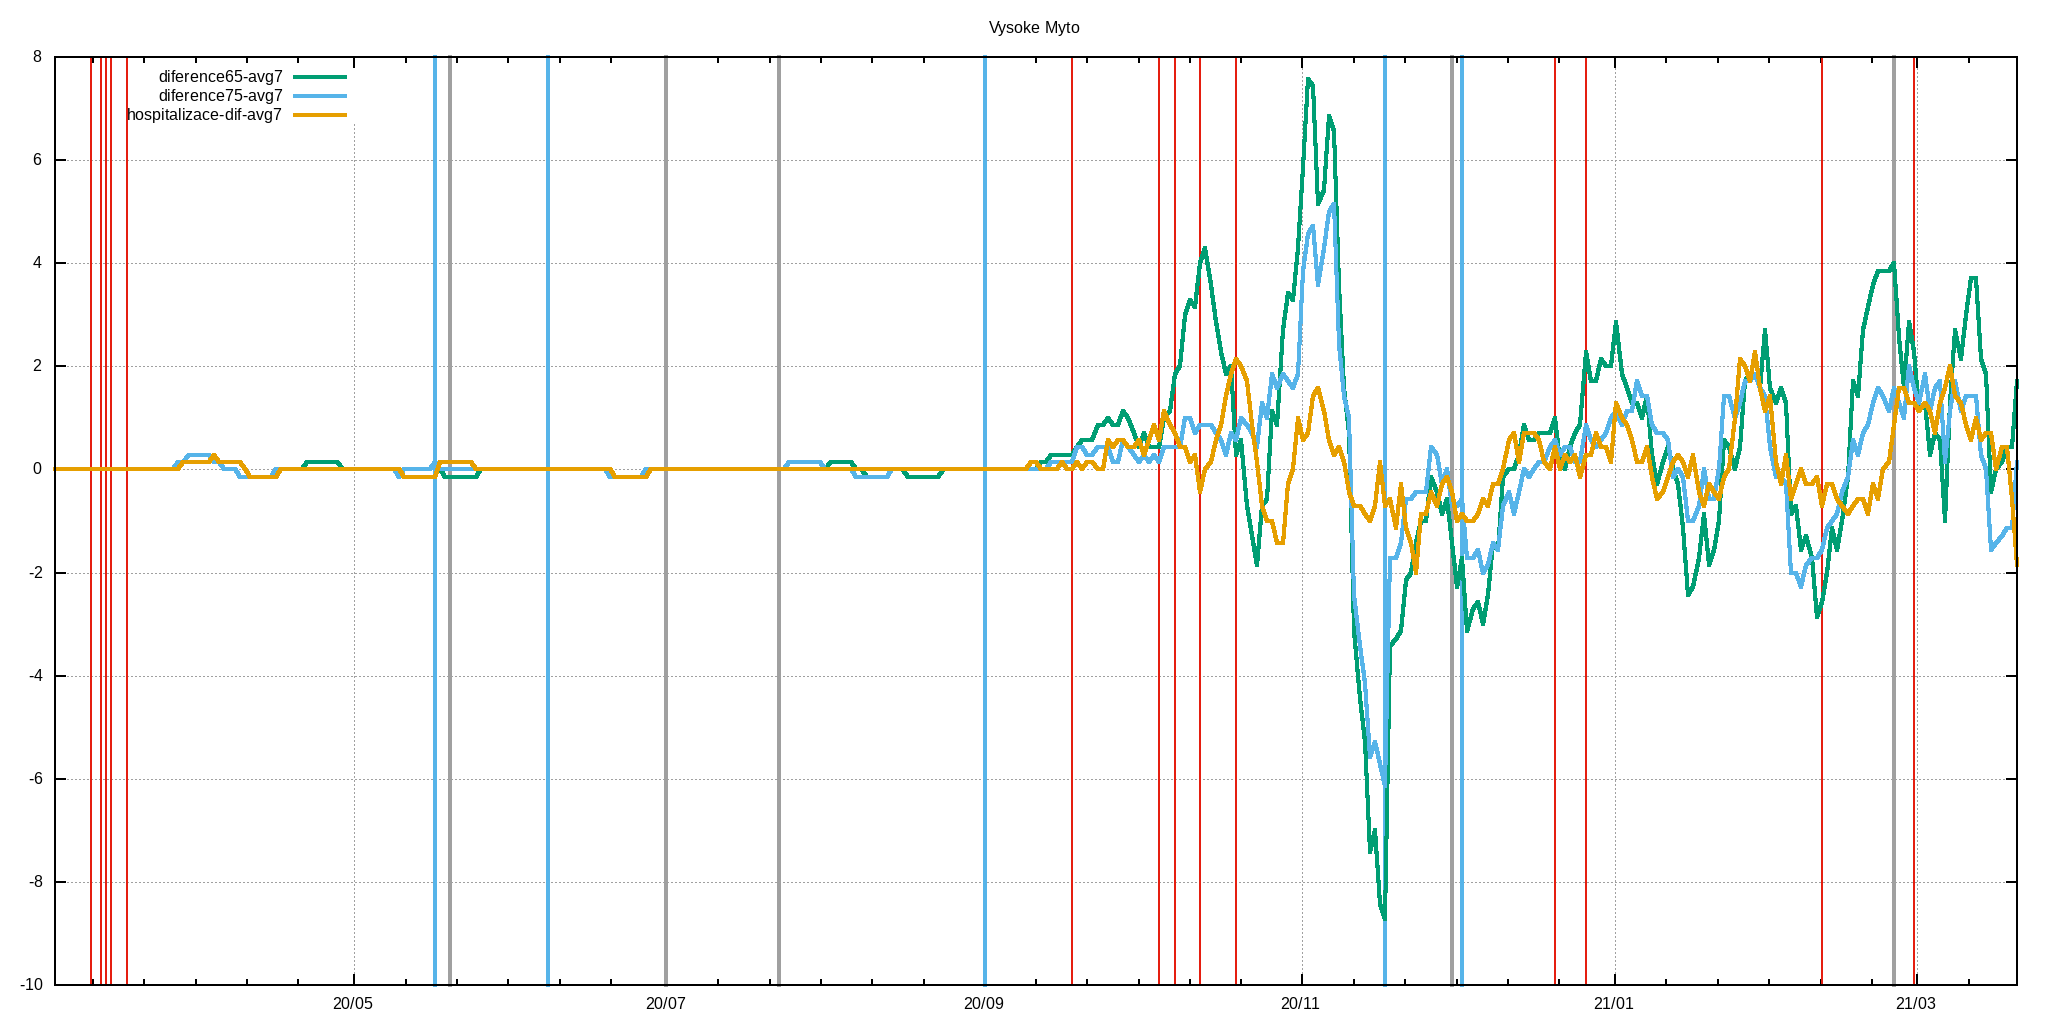 Vysoke Myto
diference65-avg7
diference75-avg7
hospitalizace-dif-avg7
8
6
4
2
0
-2
-4
-6
-8
-10
20/05 20/07 20/09 20/11 21/01 21/03